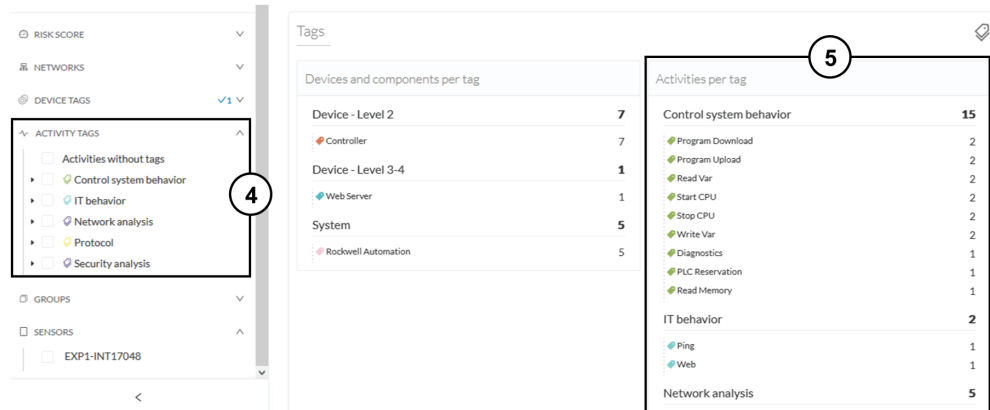 RISK SCORE
NETWORKS
DEVICE TAGS 1
ACTIVITY TAGS
Activities without tags
Control system behavior
IT behavior
Network analysis
Protocol
Security analysis
4
GROUPS
SENSORS
EXP1-INT17048
Tags
Devices and components per tag
Device - Level 2 7
Controller 7
Device - Level 3-4 1
Web Server 1
System 5
Rockwell Automation 5
5
Activities per tag
Control system behavior 15
Program Download 2
Program Upload 2
Read Var 2
Start CPU 2
Stop CPU 2
Write Var 2
Diagnostics 1
PLC Reservation 1
Read Memory 1
IT behavior 2
Ping 1
Web 1
Network analysis 5